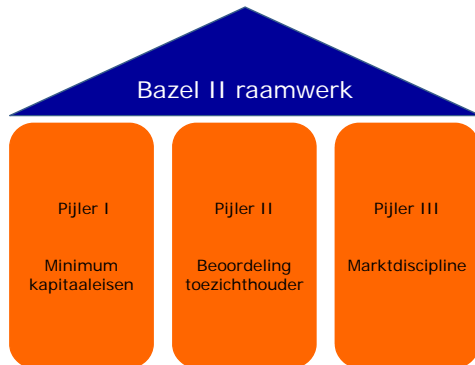 Bazel II raamwerk
Pijler I
Minimum
kapitaaleisen
Pijler II
Beoordeling
toezichthouder
Pijler III
Marktdiscipline